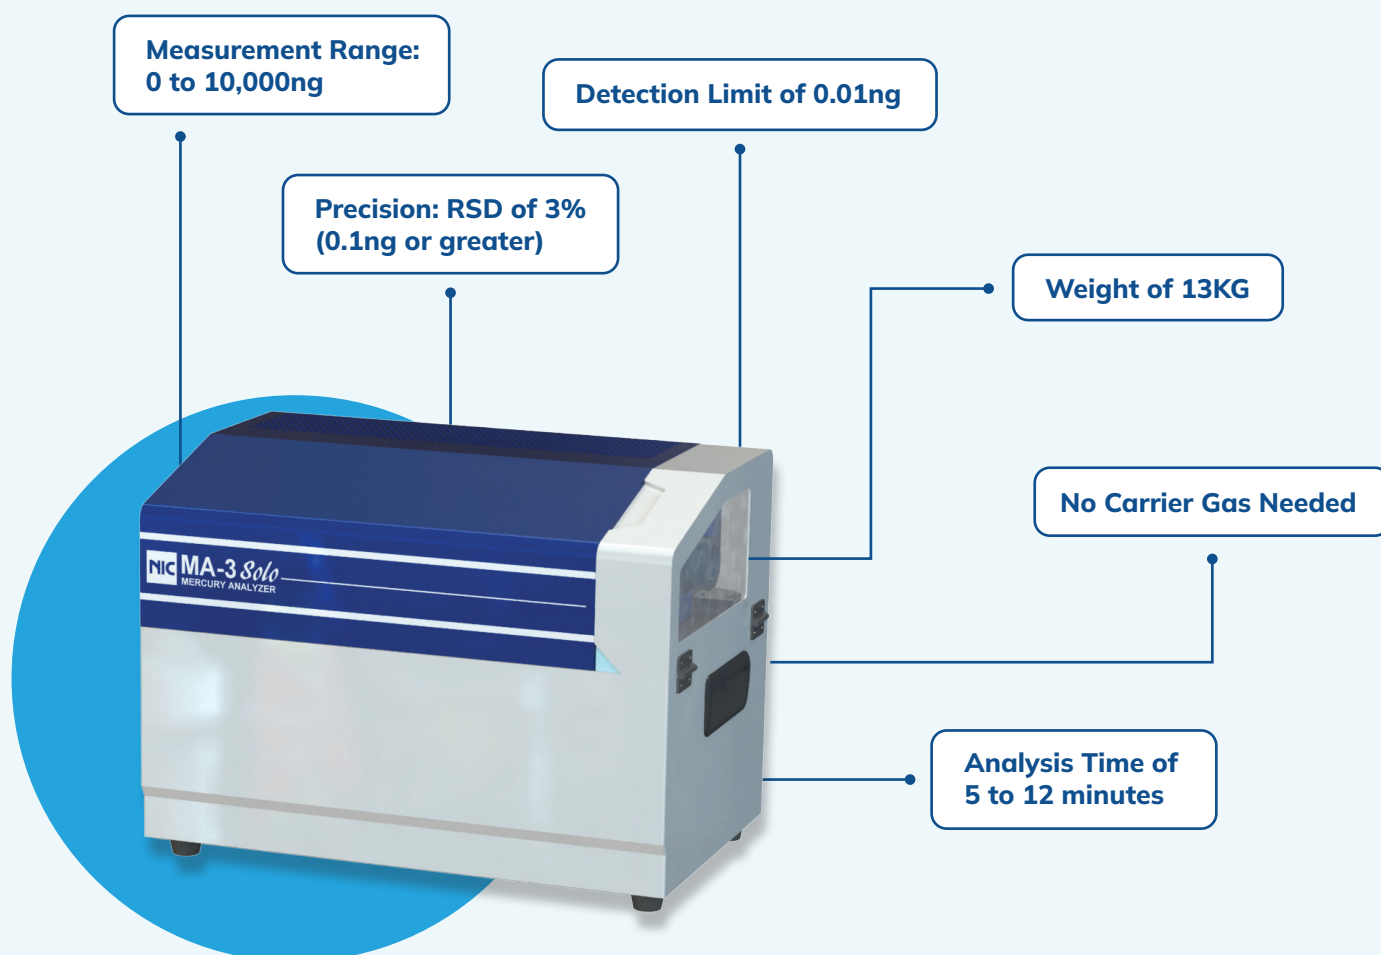 Measurement Range:
0 to 10,000ng
Detection Limit of 0.01ng
Precision: RSD of 3%
(0.1ng or greater)
Weight of 13KG
No Carrier Gas Needed
NIC MA-3 Solo
MERCURY ANALYZER
Analysis Time of
5 to 12 minutes